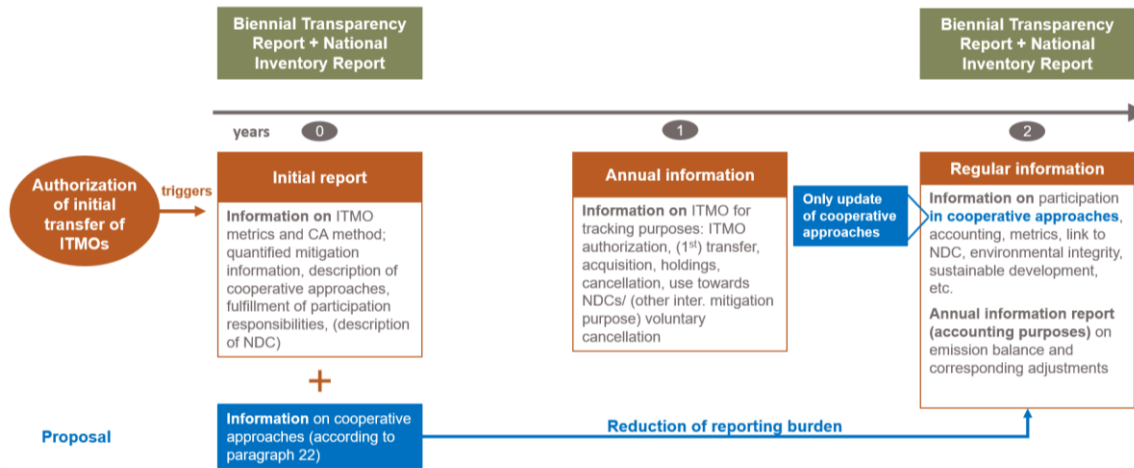 Biennial Transparency
Report + National
Inventory Report
Biennial Transparency
Report + National
Inventory Report
years
0
1
2
Authorization
of initial
transfer of
ITMOs
triggers
Initial report
Information on ITMO
metrics and CA method;
quantified mitigation
information, description of
cooperative approaches,
fulfillment of participation
responsibilities, (description
of NDC)
+
Information on cooperative
approaches (according to
paragraph 22)
Annual information
Information on ITMO for
tracking purposes: ITMO
authorization, (1st) transfer,
acquisition, holdings,
cancellation, use towards
NDCs/ (other inter. mitigation
purpose) voluntary
cancellation
Only update
of cooperative
approaches
Regular information
Information on participation
in cooperative approaches,
accounting, metrics, link to
NDC, environmental integrity,
sustainable development,
etc.
Annual information report
(accounting purposes) on
emission balance and
corresponding adjustments
Proposal
Reduction of reporting burden